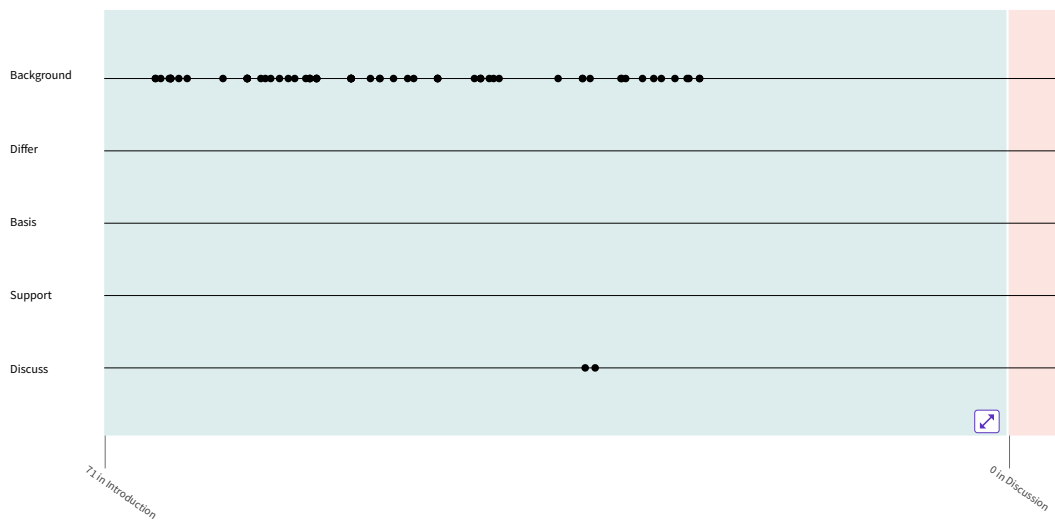 Background
Differ
Basis
Support
Discuss
71 in Introduction
0 in Discussion